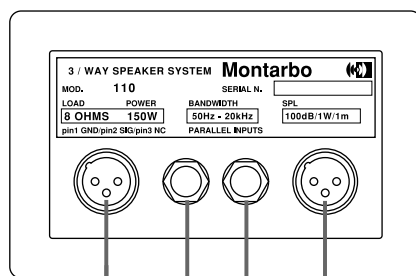 3 / WAY SPEAKER SYSTEM Montarbo
MOD. 110 SERIAL N.
LOAD POWER BANDWIDTH SPL
8 OHMS 150W 50Hz - 20kHz 100dB/1W/1m
pin1 GND/pin2 SIG/pin3 NC PARALLEL INPUTS